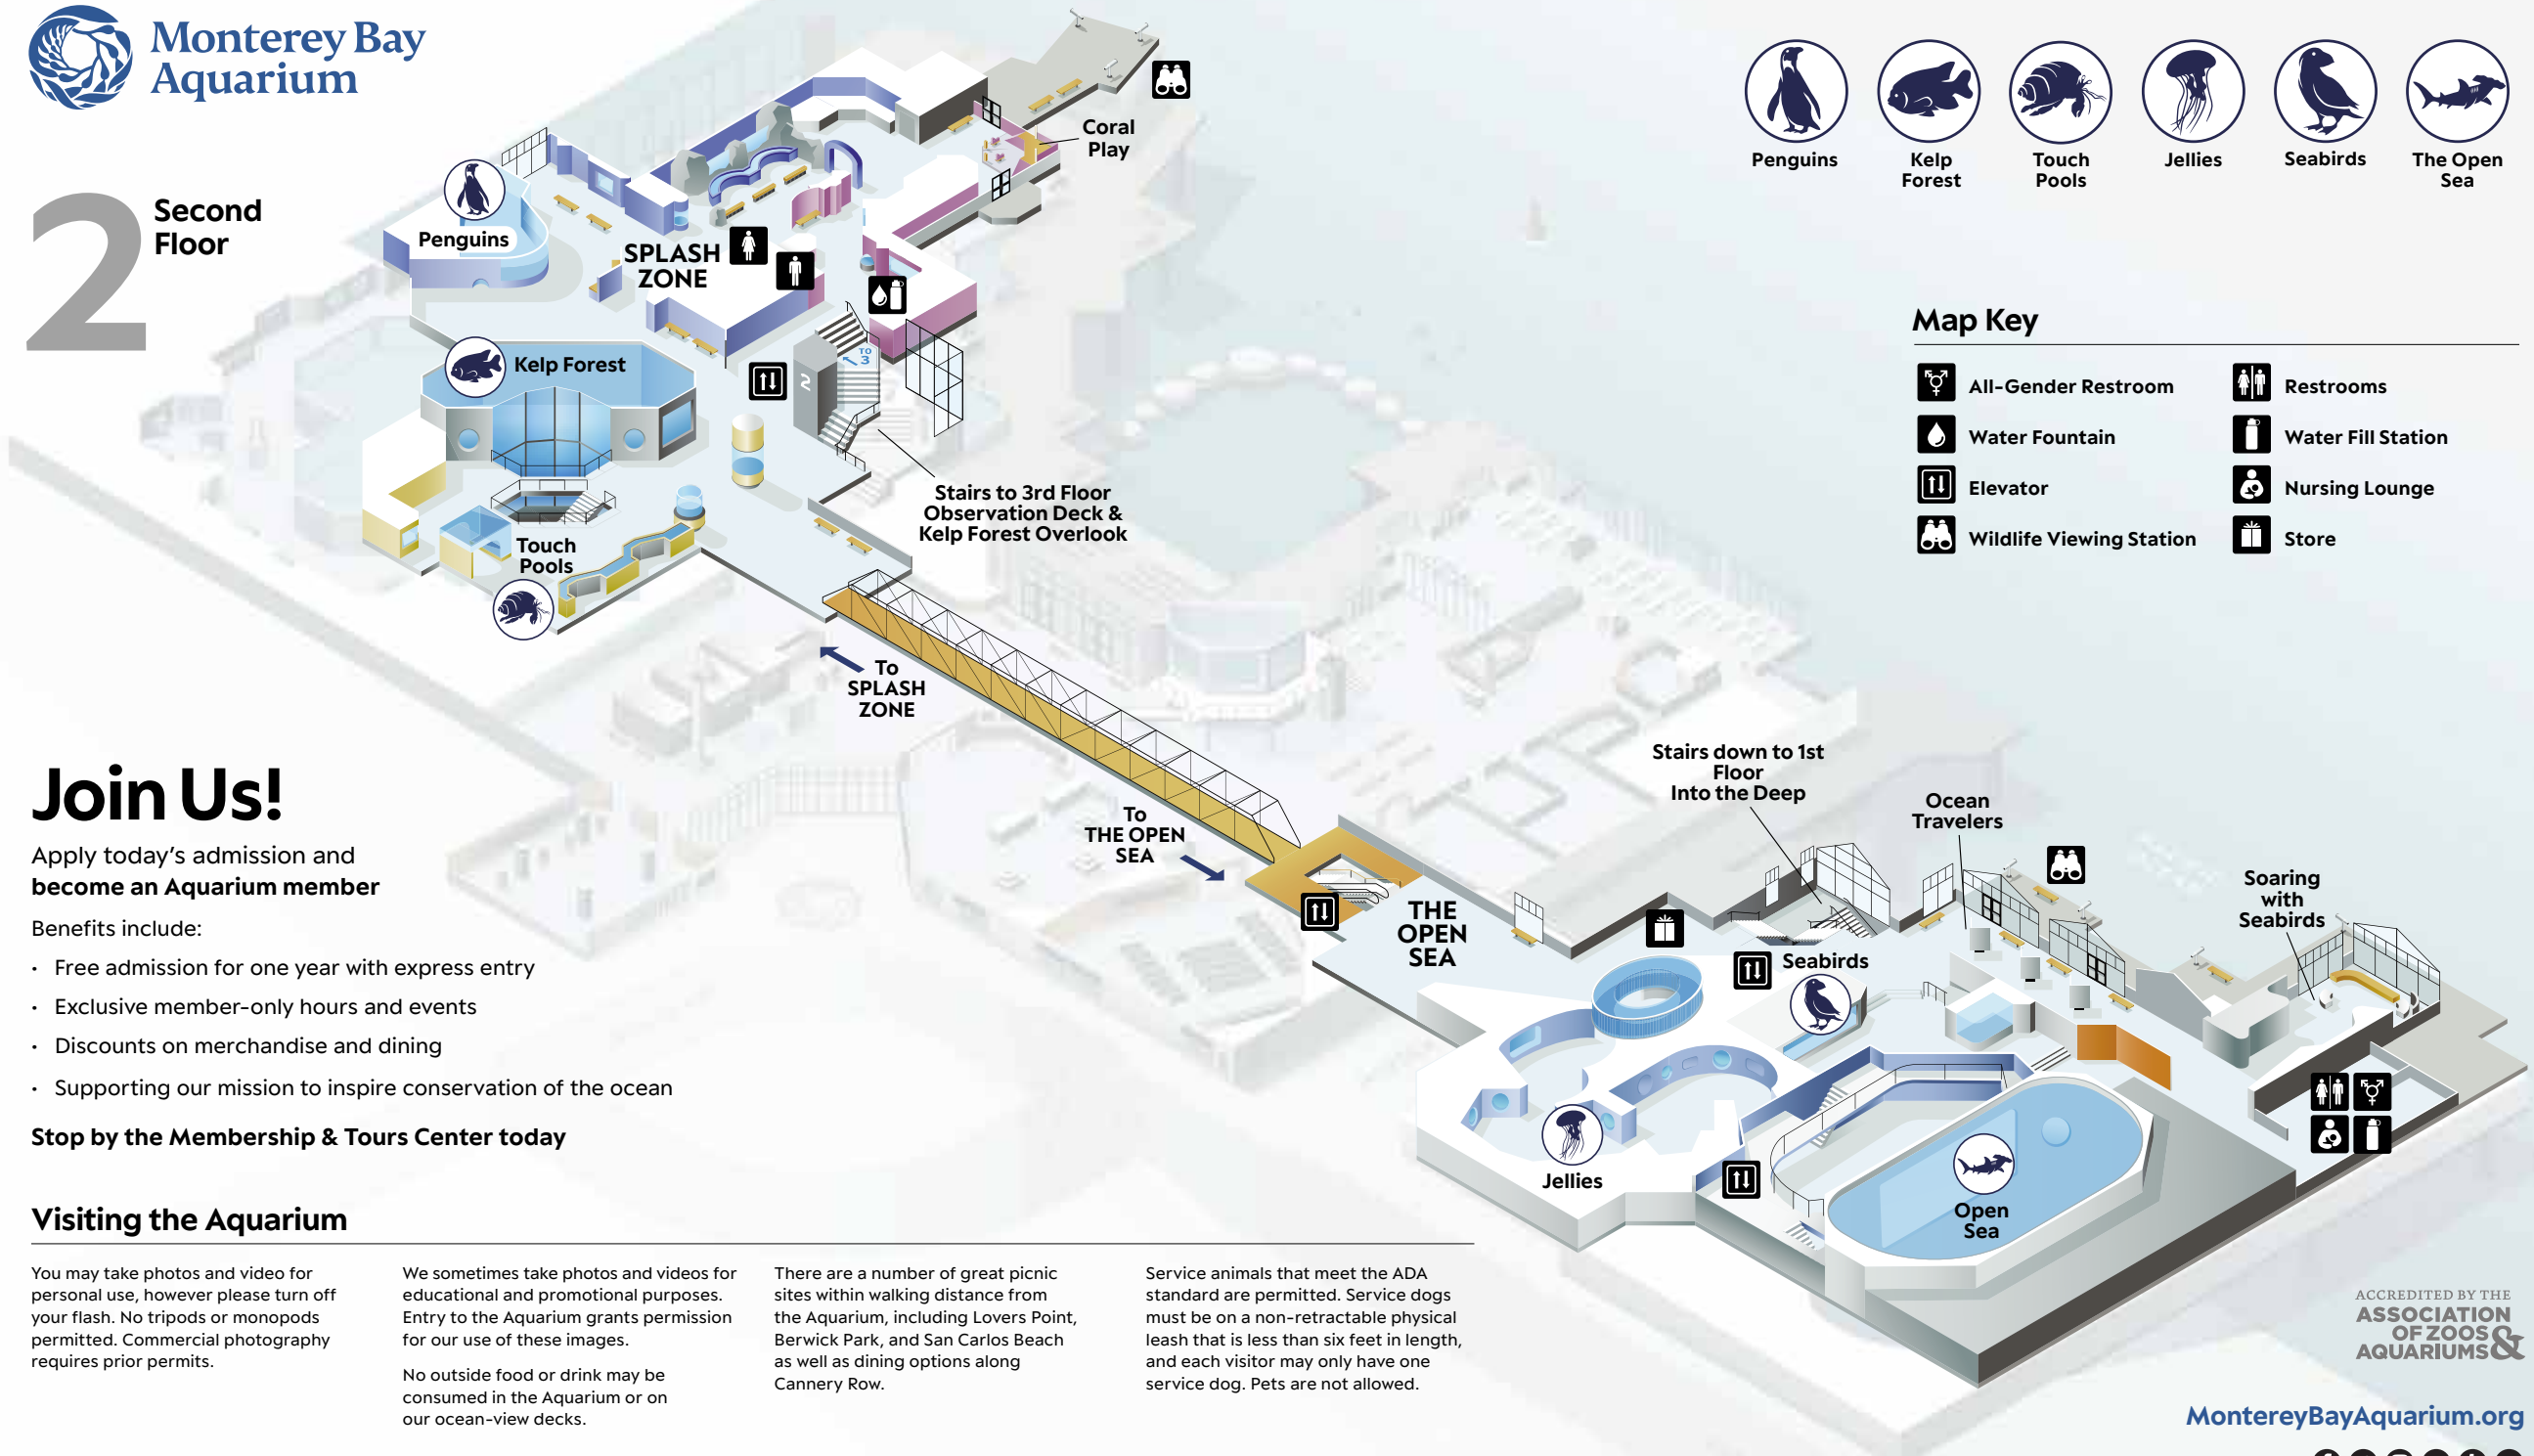 Monterey Bay
Aquarium
2
Second
Floor
Penguins
Kelp
Forest
Touch
Pools
Jellies
Seabirds
The Open
Sea
Map Key
All-Gender Restroom
Restrooms
Water Fountain
Water Fill Station
Elevator
Nursing Lounge
Wildlife Viewing Station
Store
Coral
Play
Penguins
SPLASH
ZONE
Kelp Forest
TO
3
2
Stairs to 3rd Floor
Observation Deck &
Kelp Forest Overlook
Touch
Pools
To
SPLASH
ZONE
To
THE OPEN
SEA
THE
OPEN
SEA
Stairs down to 1st
Floor
Into the Deep
Ocean
Travelers
Soaring
with
Seabirds
Seabirds
Jellies
Open
Sea
Join Us!
Apply today's admission and
become an Aquarium member
Benefits include:
· Free admission for one year with express entry
· Exclusive member-only hours and events
· Discounts on merchandise and dining
· Supporting our mission to inspire conservation of the ocean
Stop by the Membership & Tours Center today
Visiting the Aquarium
You may take photos and video for
personal use, however please turn off
your flash. No tripods or monopods
permitted. Commercial photography
requires prior permits.
We sometimes take photos and videos for
educational and promotional purposes.
Entry to the Aquarium grants permission
for our use of these images.
No outside food or drink may be
consumed in the Aquarium or on
our ocean-view decks.
There are a number of great picnic
sites within walking distance from
the Aquarium, including Lovers Point,
Berwick Park, and San Carlos Beach
as well as dining options along
Cannery Row.
Service animals that meet the ADA
standard are permitted. Service dogs
must be on a non-retractable physical
leash that is less than six feet in length,
and each visitor may only have one
service dog. Pets are not allowed.
ACCREDITED BY THE
ASSOCIATION
OF ZOOS &
AQUARIUMS
MontereyBayAquarium.org